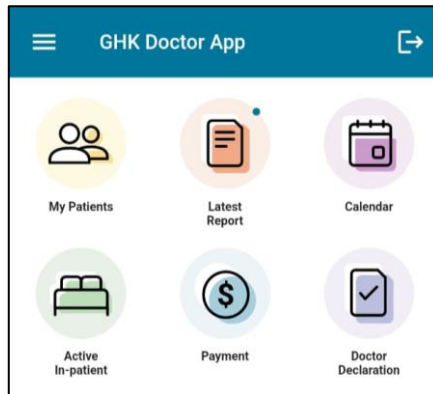 GHK Doctor App
My Patients
Latest
Report
Calendar
Active
In-patient
$
Payment
Doctor
Declaration